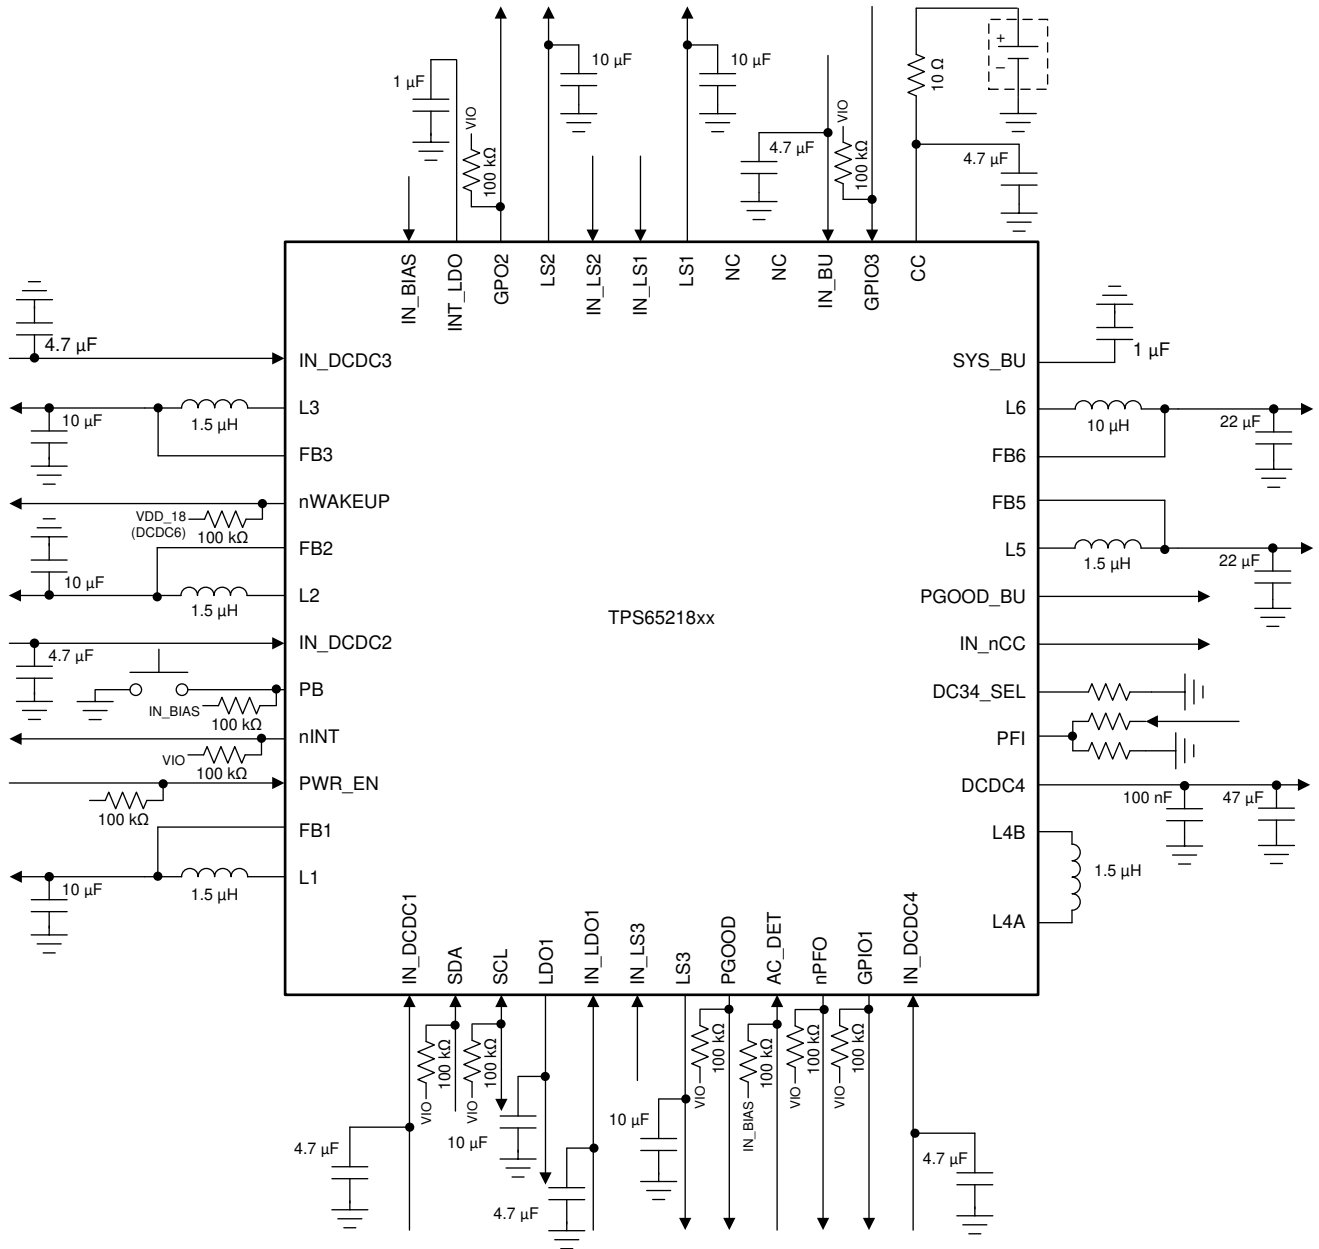 1 µF
VIO
100 kΩ
10 µF
10 µF
4.7 µF
VIO
100 kΩ
10 Ω
+
−
4.7 µF
IN_BIAS
INT_LDO
GPO2
LS2
IN_LS2
IN_LS1
LS1
NC
NC
IN_BU
GPIO3
CC
4.7 µF
IN_DCDC3
10 µF
1.5 µH
L3
FB3
nWAKEUP
VDD_18
(DCDC6)
100 kΩ
FB2
10 µF
1.5 µH
L2
IN_DCDC2
4.7 µF
PB
IN_BIAS
100 kΩ
nINT
VIO
100 kΩ
PWR_EN
100 kΩ
FB1
10 µF
1.5 µH
L1
TPS65218xx
SYS_BU
1 µF
L6
10 µH
22 µF
FB6
FB5
L5
1.5 µH
22 µF
PGOOD_BU
IN_nCC
DC34_SEL
PFI
DCDC4
100 nF
47 µF
L4B
1.5 µH
L4A
IN_DCDC1
SDA
SCL
LDO1
IN_LDO1
IN_LS3
LS3
PGOOD
AC_DET
nPFO
GPIO1
IN_DCDC4
4.7 µF
VIO
100 kΩ
VIO
100 kΩ
10 µF
4.7 µF
10 µF
VIO
100 kΩ
IN_BIAS
100 kΩ
VIO
100 kΩ
VIO
100 kΩ
4.7 µF